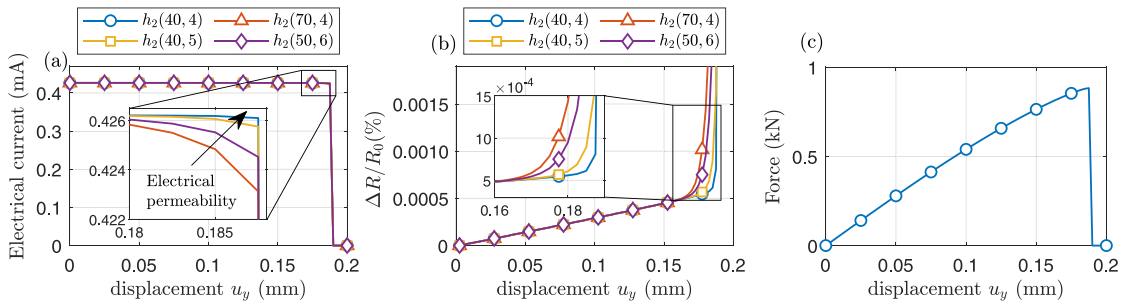 h₂(40, 4) h₂(70, 4)
h₂(40, 5) h₂(50, 6)
(a)
Electrical current (mA)
0.4
0.3
0.2
0.1
0
0.426
0.424
0.422
0.18 0.185
Electrical
permeability
0 0.05 0.1 0.15 0.2
displacement u_y (mm)
h₂(40, 4) h₂(70, 4)
h₂(40, 5) h₂(50, 6)
(b)
ΔR/R₀(%)
0.0015
0.001
0.0005
0
×10⁻⁴
15
10
5
0.16 0.18
0 0.05 0.1 0.15 0.2
displacement u_y (mm)
(c)
Force (kN)
1
0.5
0
0 0.05 0.1 0.15 0.2
displacement u_y (mm)